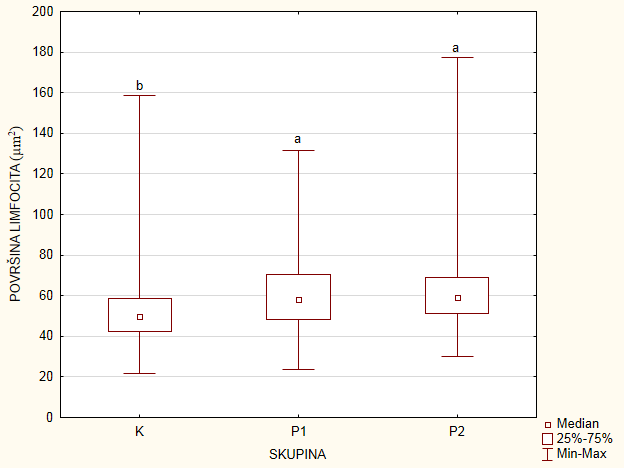 200
180
160
140
120
100
80
60
40
20
0
POVRŠINA LIMFOCITA (µm²)
b
a
a
K P1 P2
SKUPINA
Median
25%-75%
Min-Max